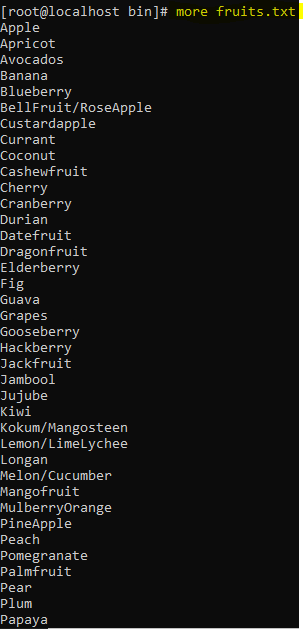 [root@localhost bin]# more fruits.txt
Apple
Apricot
Avocados
Banana
Blueberry
BellFruit/RoseApple
Custardapple
Currant
Coconut
Cashewfruit
Cherry
Cranberry
Durian
Datefruit
Dragonfruit
Elderberry
Fig
Guava
Grapes
Gooseberry
Hackberry
Jackfruit
Jambool
Jujube
Kiwi
Kokum/Mangosteen
Lemon/LimeLychee
Longan
Melon/Cucumber
Mangofruit
MulberryOrange
PineApple
Peach
Pomegranate
Palmfruit
Pear
Plum
Papaya